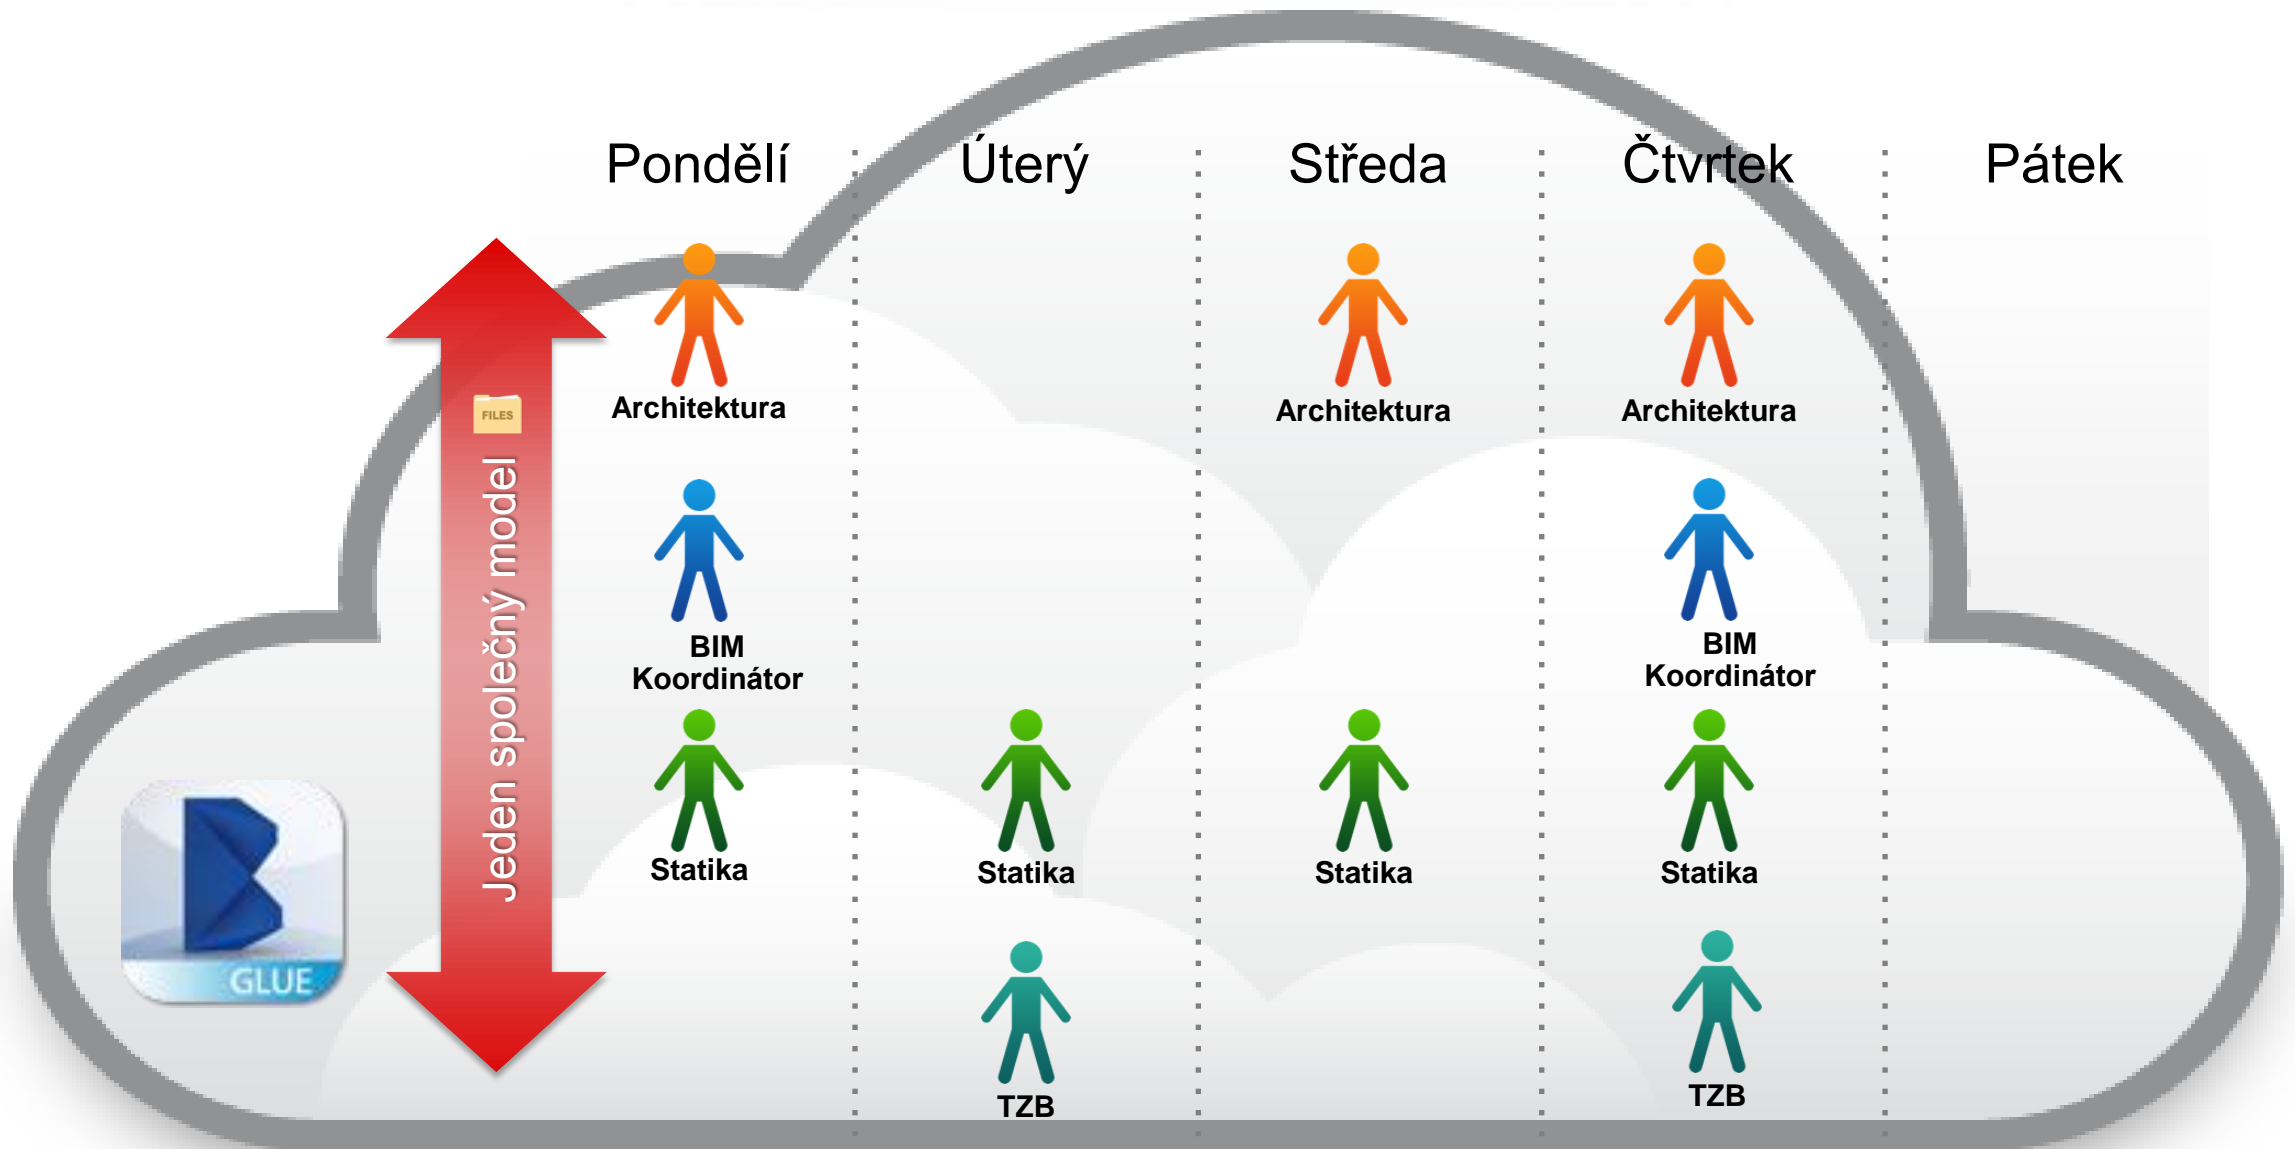 Pondělí
Úterý
Středa
Čtvrtek
Pátek
FILES
Jeden společný model
Architektura
Architektura
Architektura
BIM
Koordinátor
BIM
Koordinátor
Statika
Statika
Statika
Statika
GLUE
TZB
TZB